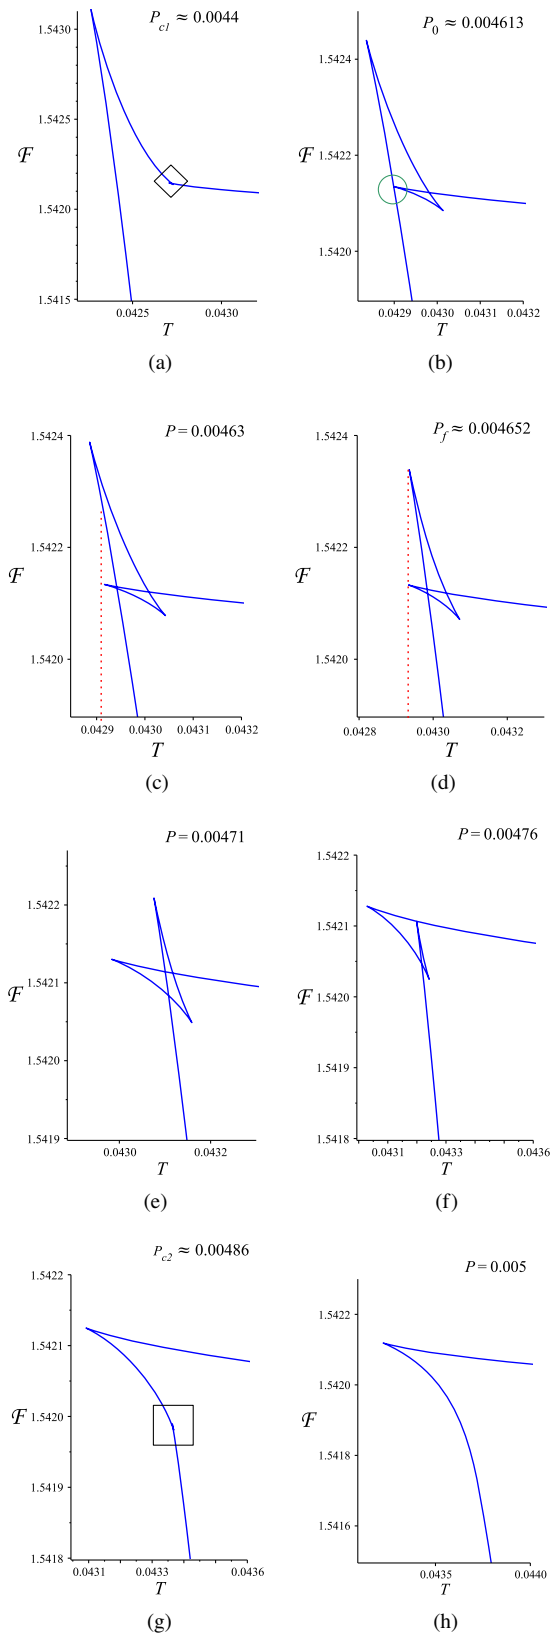 P_{c1} ≈ 0.0044
1.5430
1.5425
1.5420
1.5415
ℱ
0.0425 0.0430
T
(a)
P_0 ≈ 0.004613
1.5424
1.5422
1.5420
ℱ
0.0429 0.0430 0.0431 0.0432
T
(b)
P = 0.00463
1.5424
1.5422
1.5420
ℱ
0.0429 0.0430 0.0431 0.0432
T
(c)
P_f ≈ 0.004652
1.5424
1.5422
1.5420
ℱ
0.0428 0.0430 0.0432
T
(d)
P = 0.00471
1.5422
1.5421
1.5420
1.5419
ℱ
0.0430 0.0432
T
(e)
P = 0.00476
1.5422
1.5421
1.5420
1.5419
1.5418
ℱ
0.0431 0.0433 0.0436
T
(f)
P_{c2} ≈ 0.00486
1.5422
1.5421
1.5420
1.5419
1.5418
ℱ
0.0431 0.0433 0.0436
T
(g)
P = 0.005
1.5422
1.5420
1.5418
1.5416
ℱ
0.0435 0.0440
T
(h)